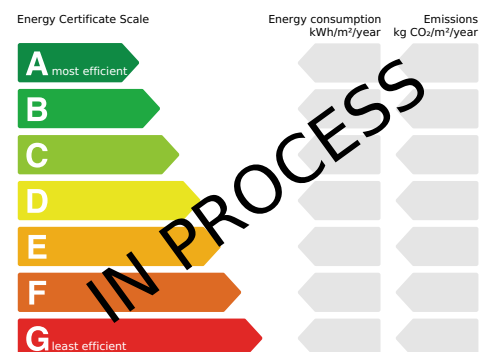 Energy Certificate Scale
Energy consumption
kWh/m²/year
Emissions
kg CO₂/m²/year
A most efficient
B
C
D
E
F
G least efficient
IN PROCESS